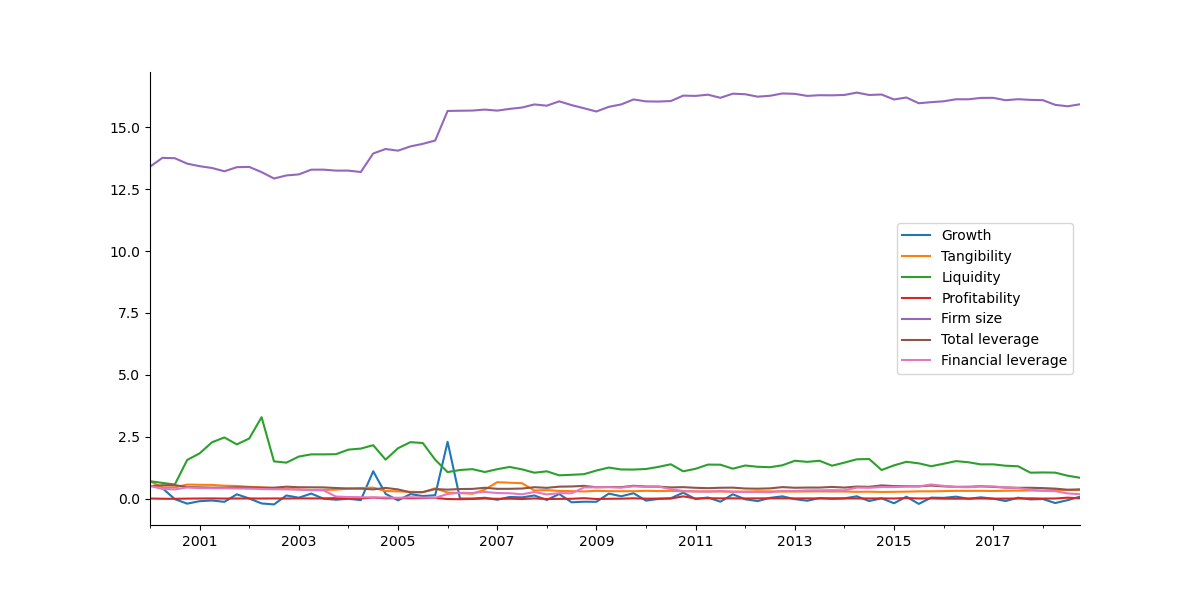 15.0
12.5
10.0
7.5
5.0
2.5
0.0
Growth
Tangibility
Liquidity
Profitability
Firm size
Total leverage
Financial leverage
2001 2003 2005 2007 2009 2011 2013 2015 2017